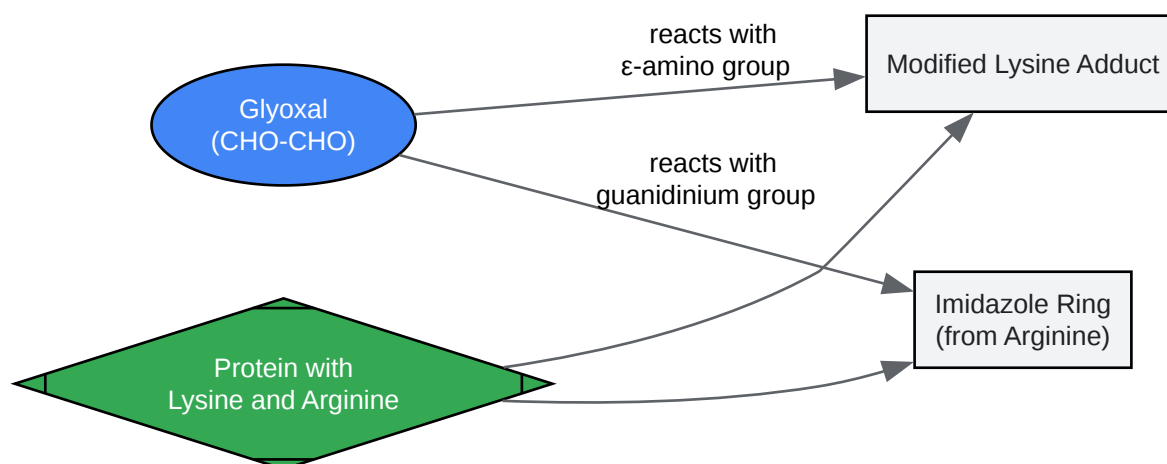 reacts with
ε-amino group
Modified Lysine Adduct
Glyoxal
(CHO-CHO)
reacts with
guanidinium group
Imidazole Ring
(from Arginine)
Protein with
Lysine and Arginine